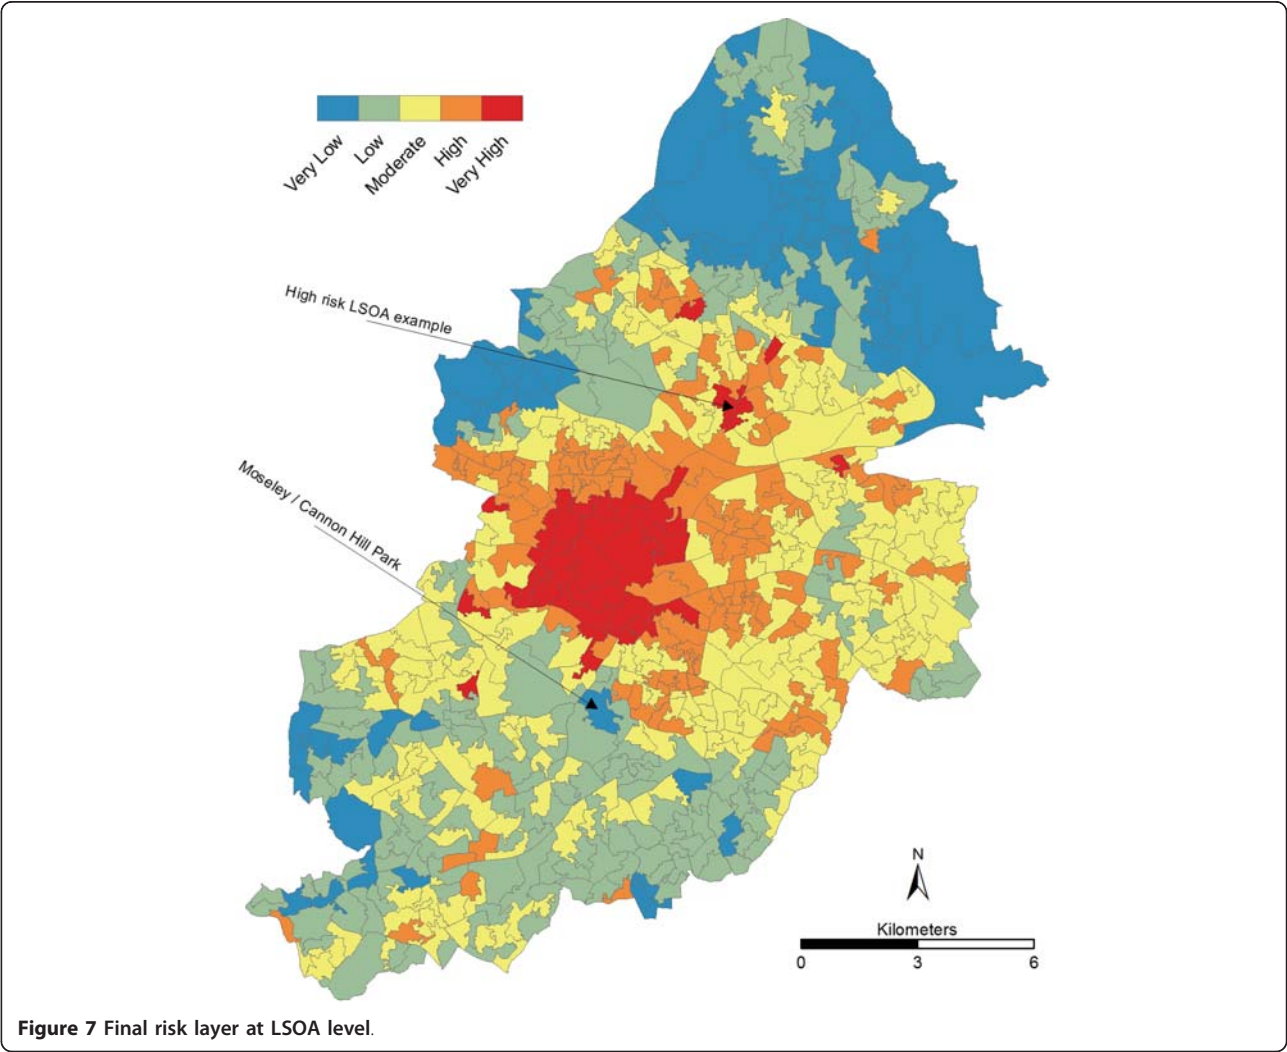 Very Low
Low
Moderate
High
Very High
High risk LSOA example
Moseley / Cannon Hill Park
N
Kilometers
0 3 6
Figure 7 Final risk layer at LSOA level.